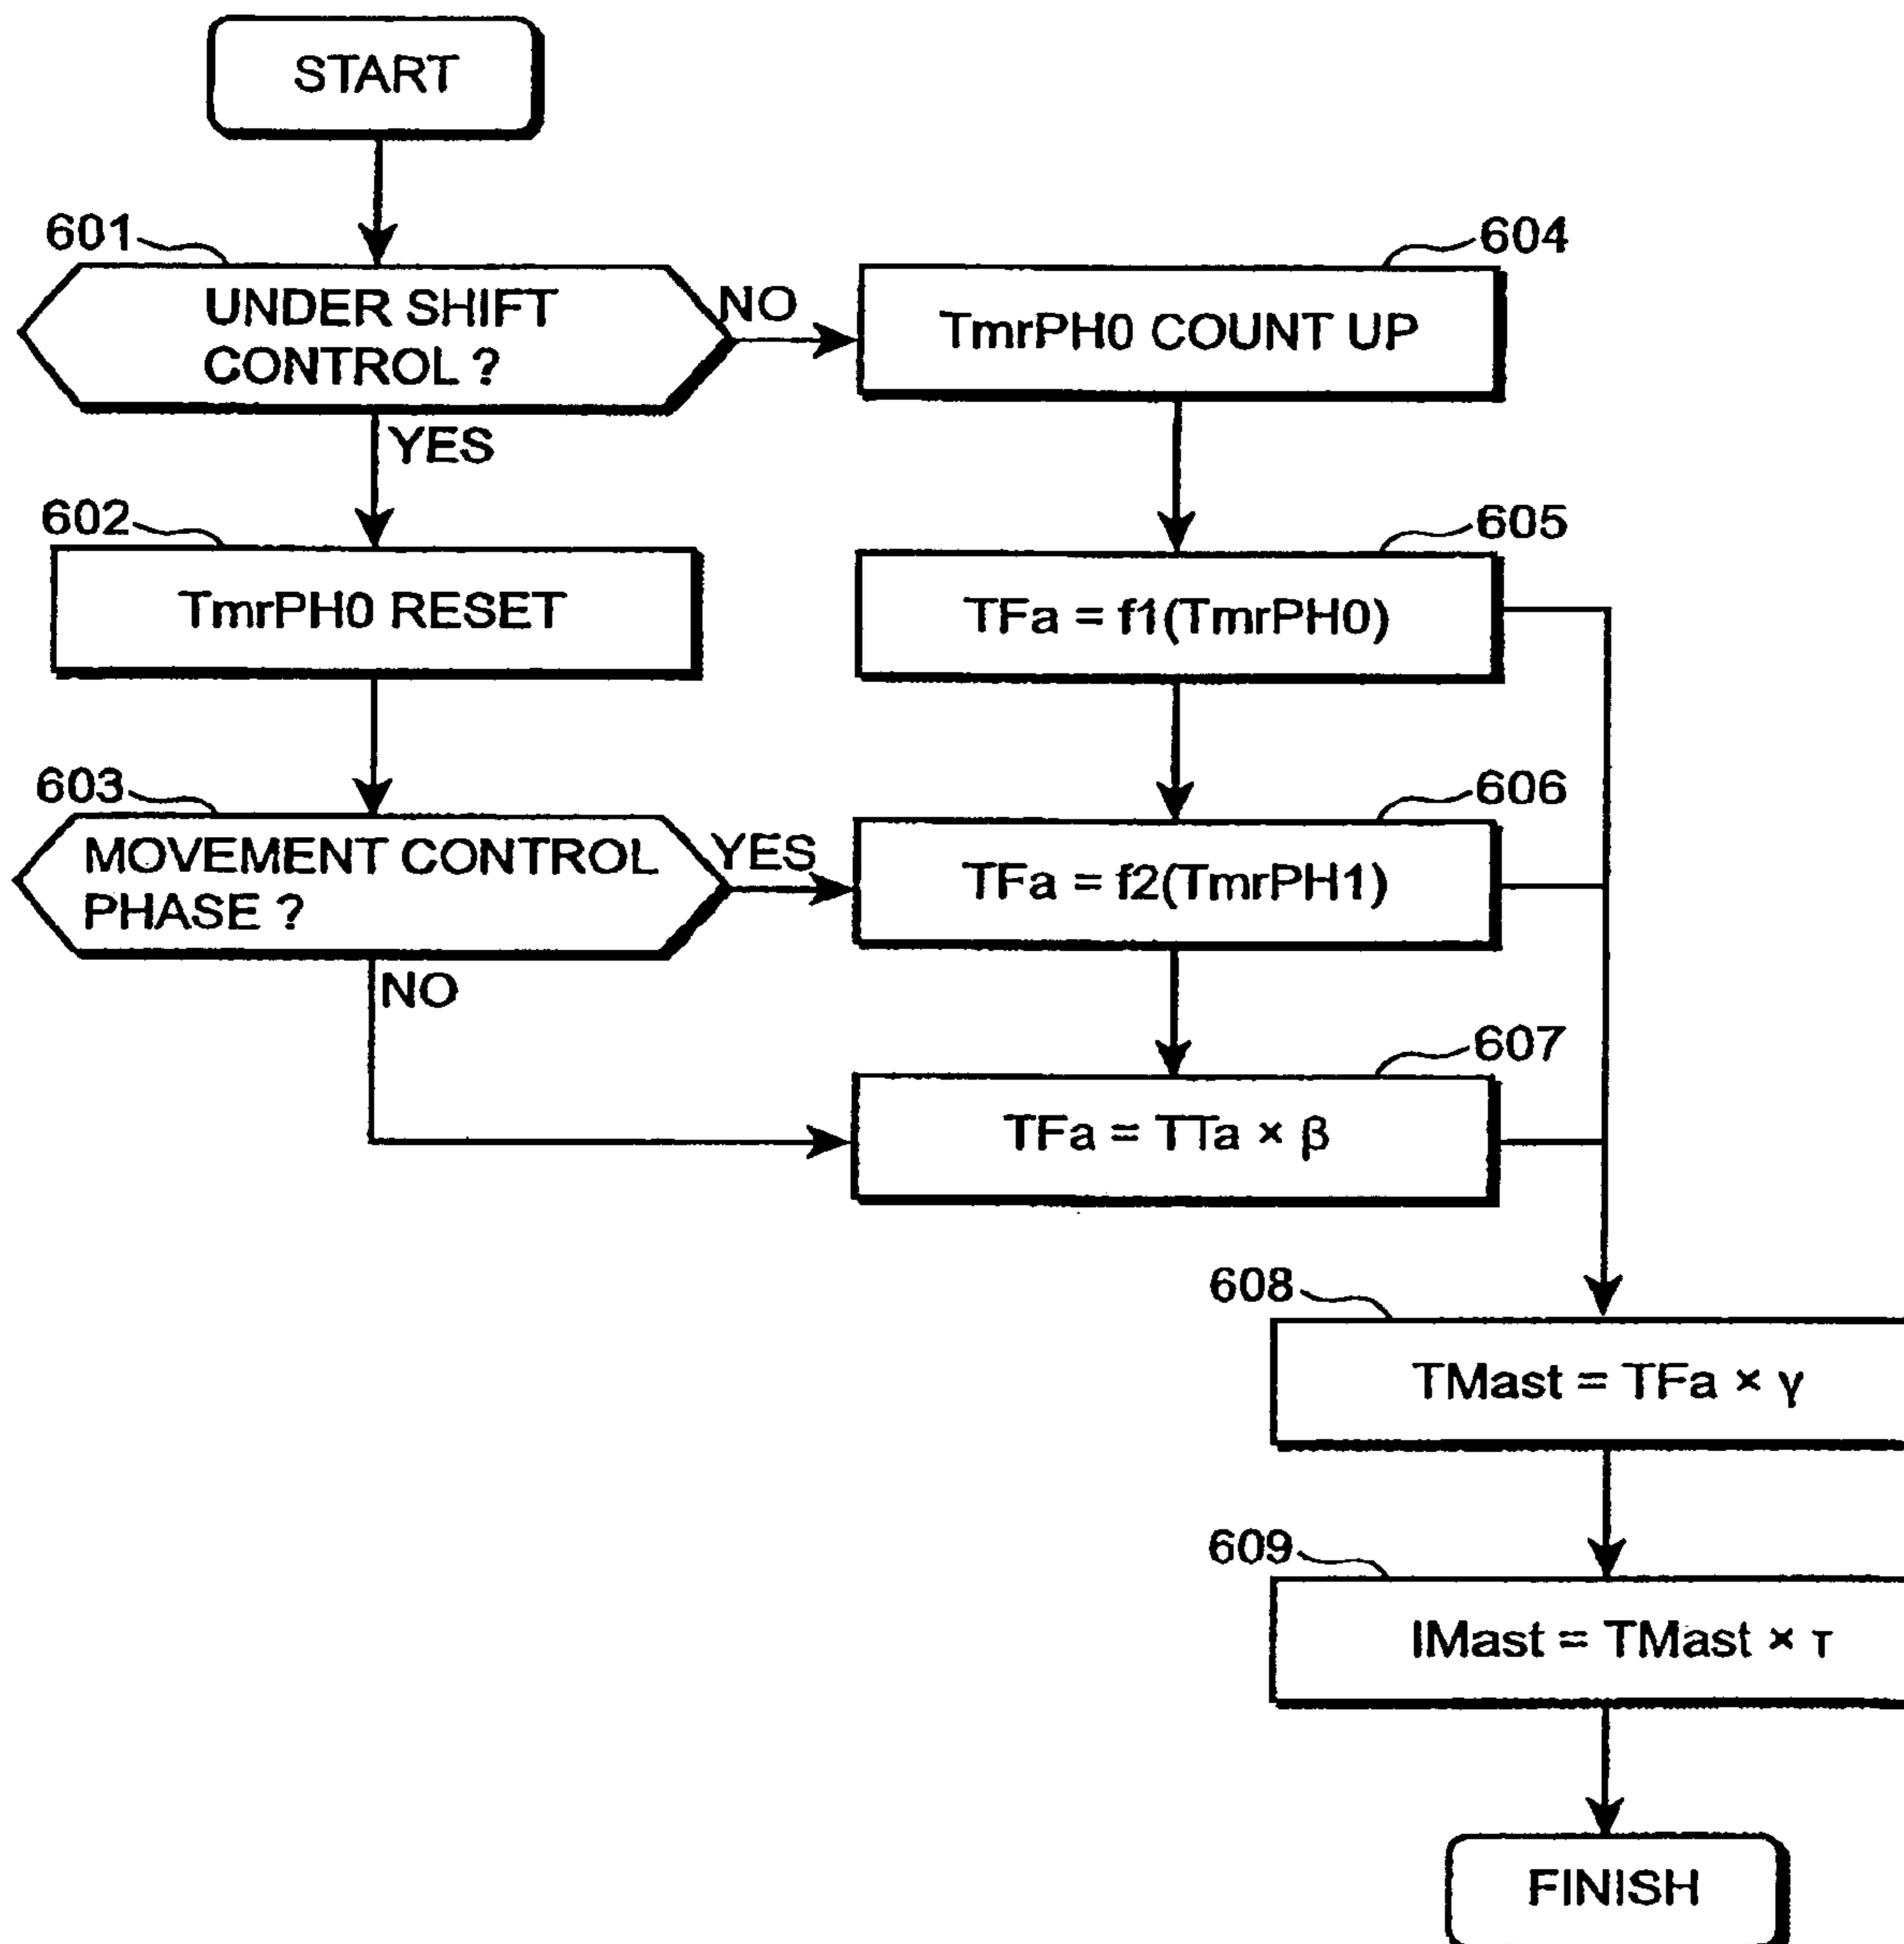 START
601
UNDER SHIFT
CONTROL ?
NO
YES
604
TmrPH0 COUNT UP
602
TmrPH0 RESET
605
TFa = f1(TmrPH0)
603
MOVEMENT CONTROL
PHASE ?
YES
NO
606
TFa = f2(TmrPH1)
607
TFa = TTa × β
608
TMast = TFa × γ
609
IMast = TMast × τ
FINISH